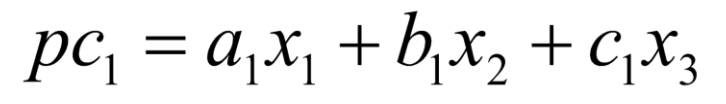 pc₁ = a₁x₁ + b₁x₂ + c₁x₃